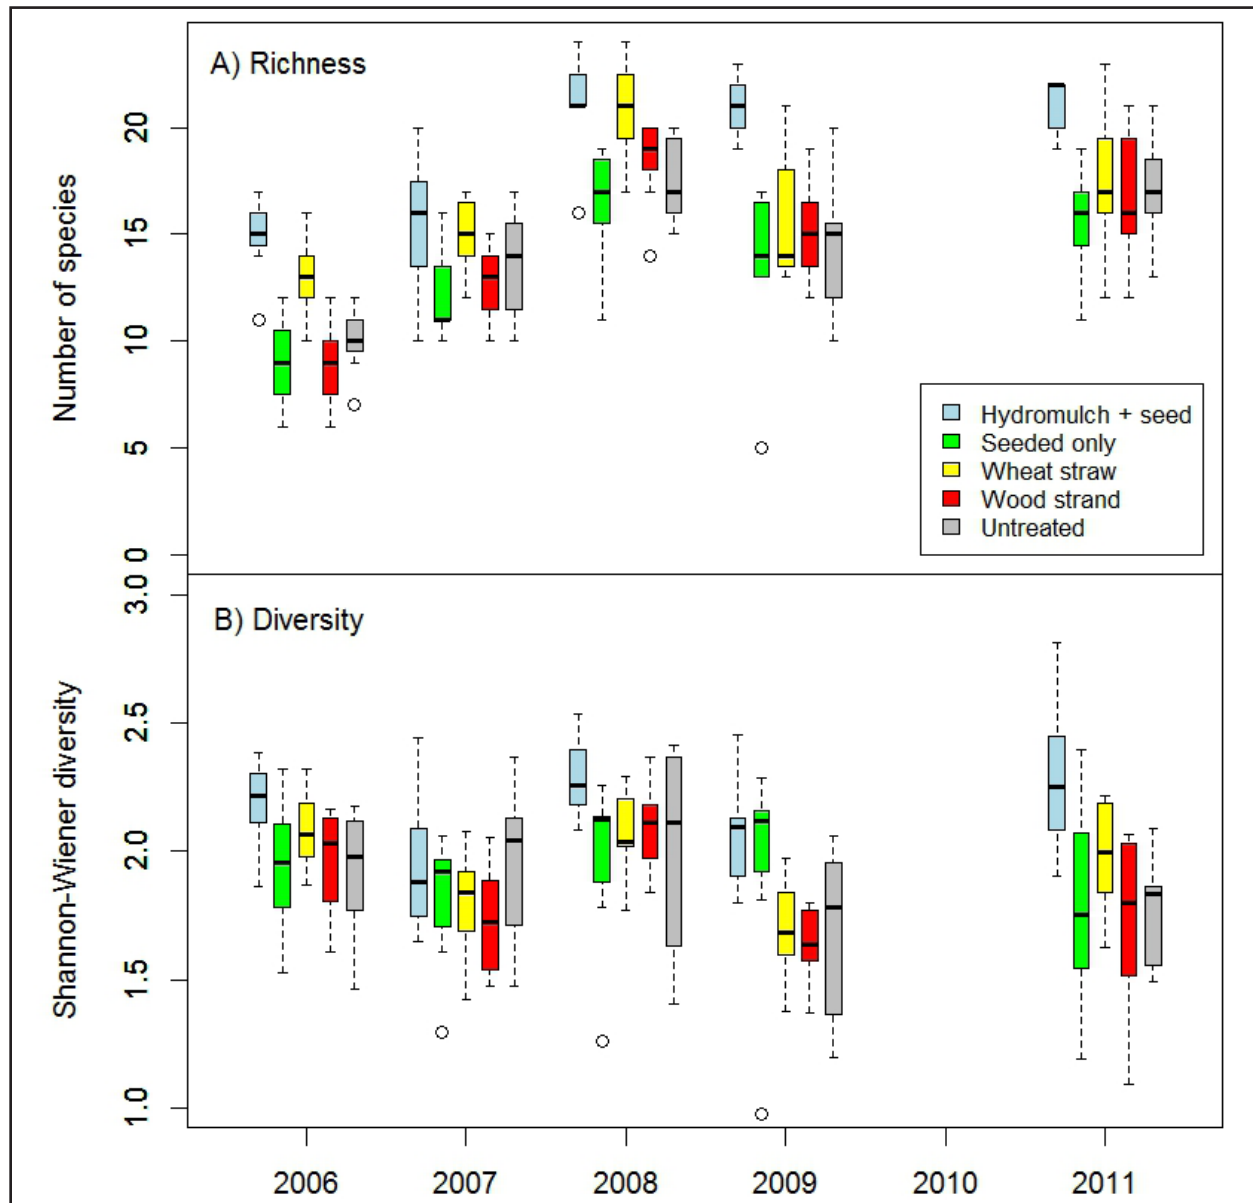 A) Richness
Number of species
20
15
10
5
0
Hydromulch + seed
Seeded only
Wheat straw
Wood strand
Untreated
B) Diversity
Shannon-Wiener diversity
3.0
2.5
2.0
1.5
1.0
2006 2007 2008 2009 2010 2011